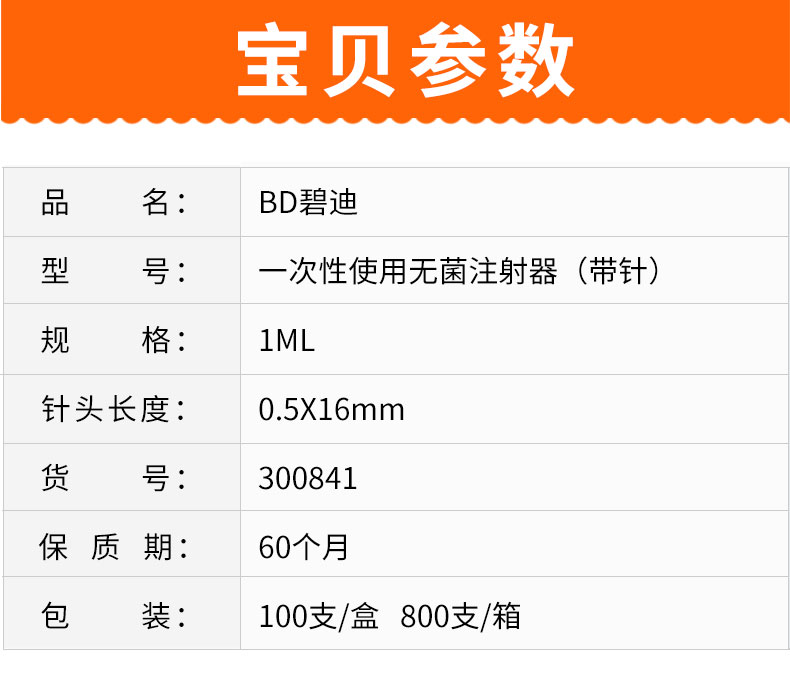 宝贝参数
品 名： BD碧迪
型 号： 一次性使用无菌注射器（带针）
规 格： 1ML
针头长度： 0.5X16mm
货 号： 300841
保 质 期： 60个月
包 装： 100支/盒 800支/箱